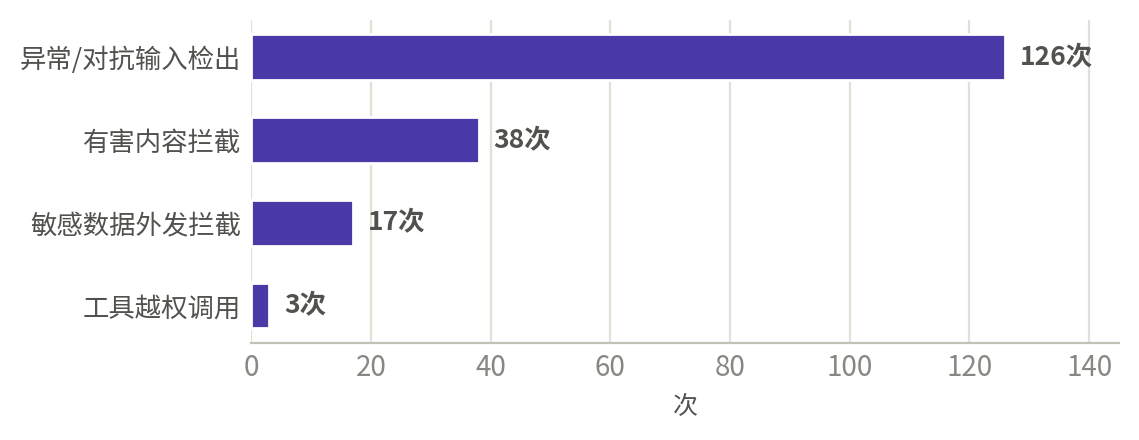 异常/对抗输入检出 126次
有害内容拦截 38次
敏感数据外发拦截 17次
工具越权调用 3次
0 20 40 60 80 100 120 140
次